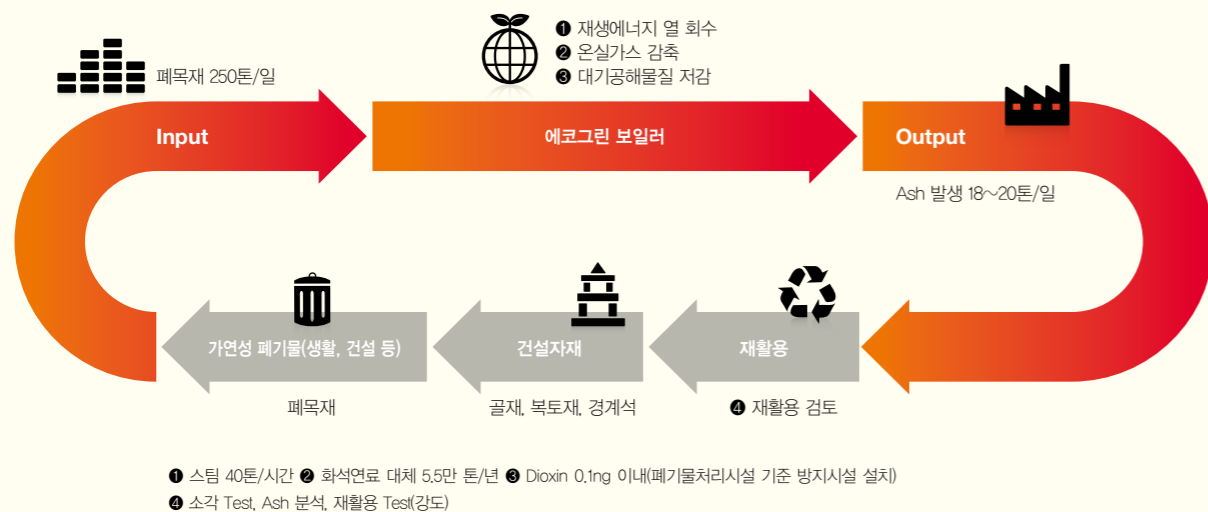 ❶ 재생에너지 열 회수
❷ 온실가스 감축
❸ 대기공해물질 저감
폐목재 250톤/일
Input
에코그린 보일러
Output
Ash 발생 18~20톤/일
가연성 폐기물(생활, 건설 등)
건설자재
재활용
폐목재
골재, 복토재, 경계석
❹ 재활용 검토
❶ 스팀 40톤/시간 ❷ 화석연료 대체 5.5만 톤/년 ❸ Dioxin 0.1ng 이내(폐기물처리시설 기준 방지시설 설치)
❹ 소각 Test, Ash 분석, 재활용 Test(강도)